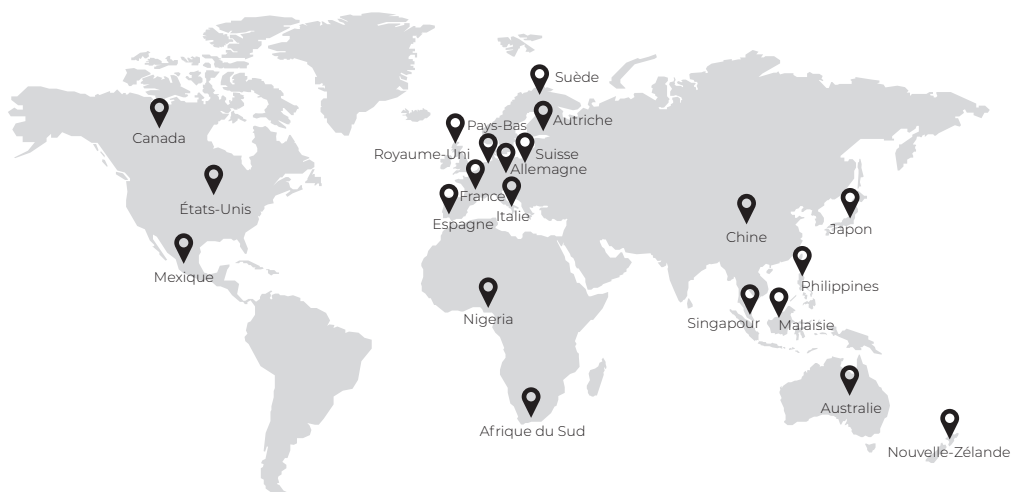 Suède
Autriche
Canada
Pays-Bas
Royaume-Uni
Suisse
Allemagne
États-Unis
France
Italie
Espagne
Japon
Chine
Mexique
Philippines
Nigeria
Singapour
Malaisie
Australie
Afrique du Sud
Nouvelle-Zélande